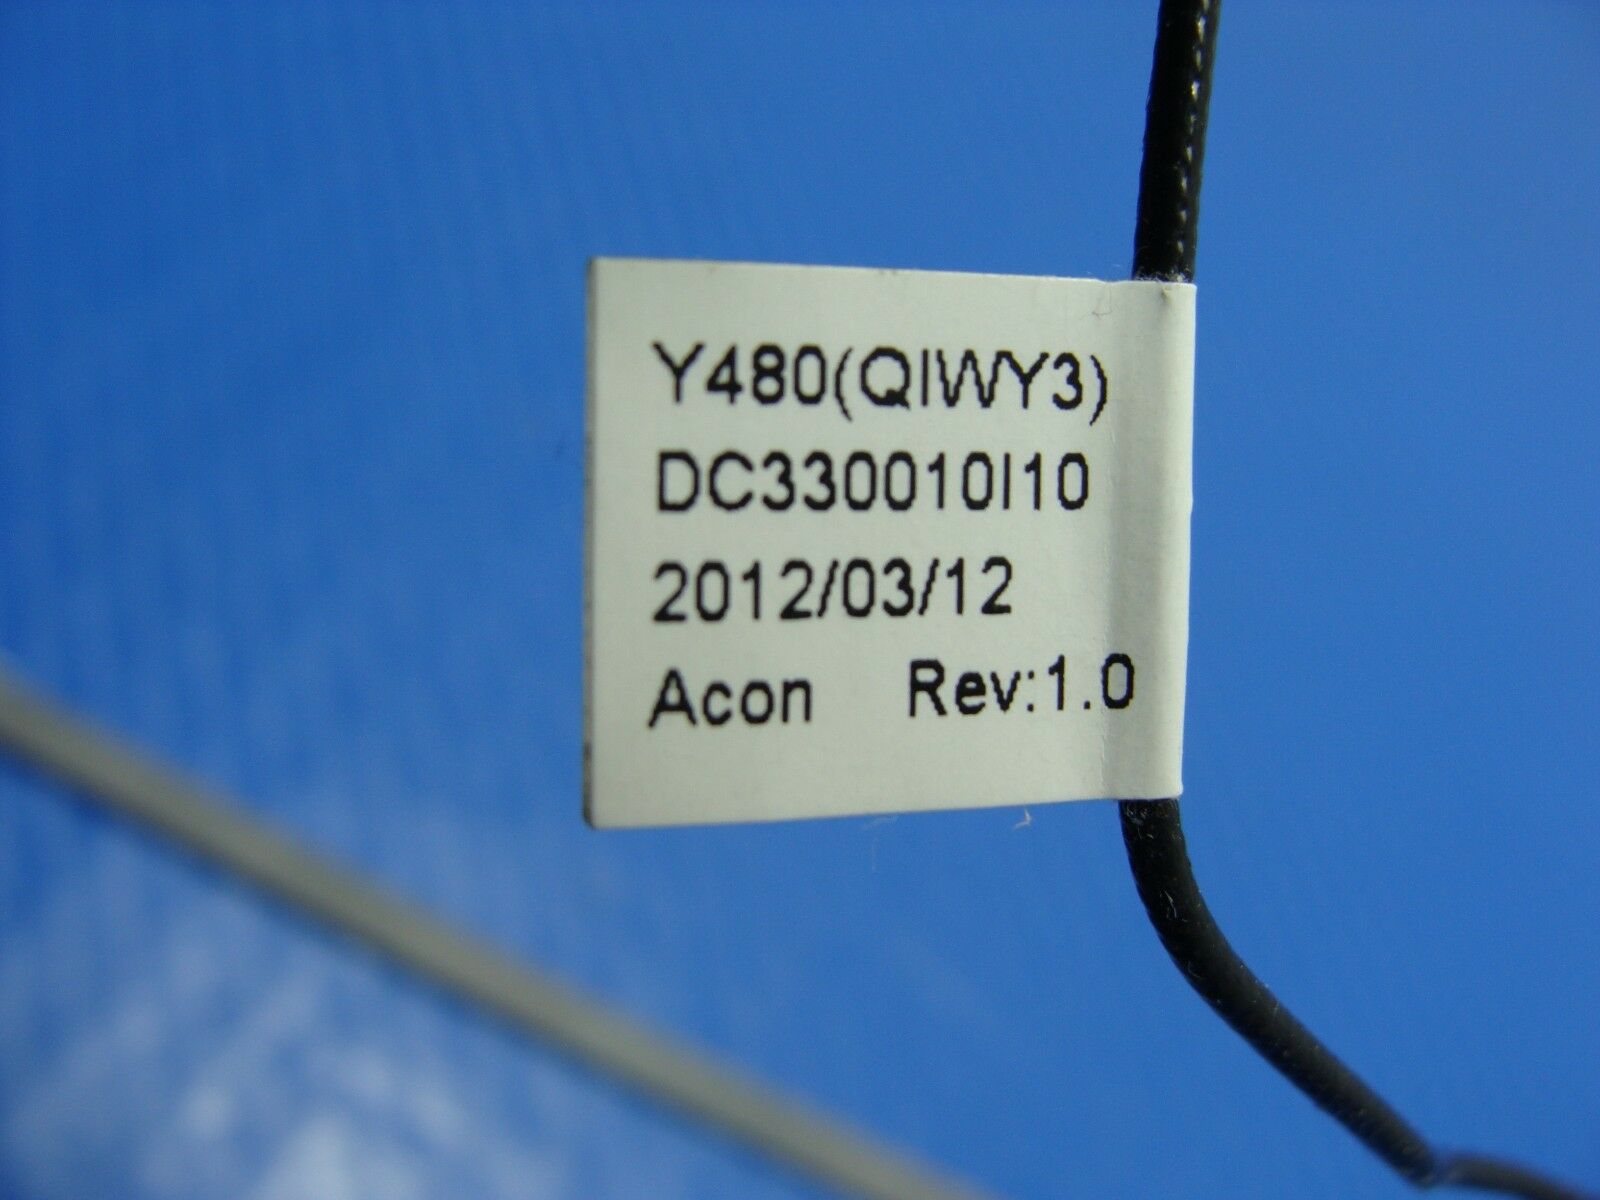 Y480(QIWY3)
DC330010I10
2012/03/12
Acon Rev:1.0